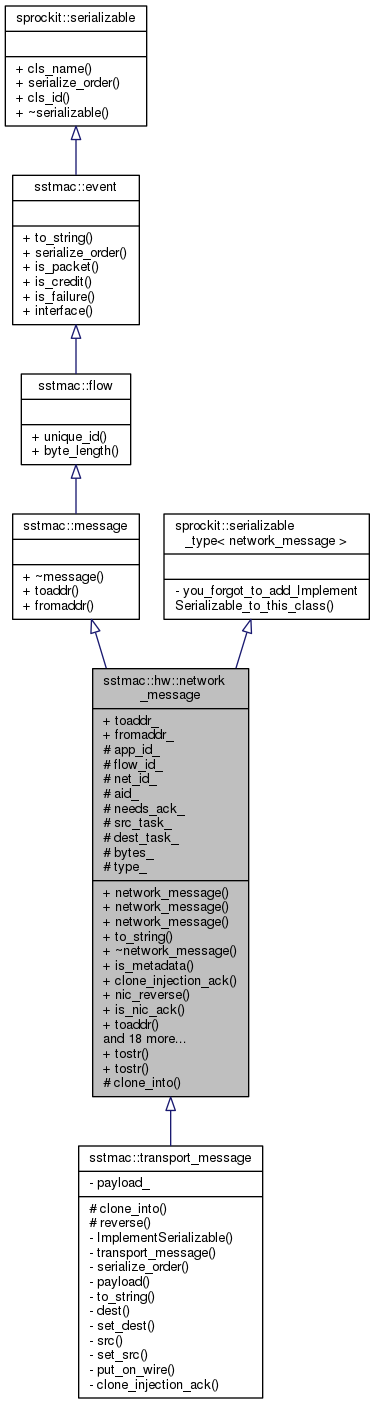 sprockit::serializable
+ cls_name()
+ serialize_order()
+ cls_id()
+ ~serializable()
sstmac::event
+ to_string()
+ serialize_order()
+ is_packet()
+ is_credit()
+ is_failure()
+ interface()
sstmac::flow
+ unique_id()
+ byte_length()
sstmac::message
+ ~message()
+ toaddr()
+ fromaddr()
sprockit::serializable
_type< network_message >
- you_forgot_to_add_Implement
Serializable_to_this_class()
sstmac::hw::network
_message
+ toaddr_
+ fromaddr_
# app_id_
# flow_id_
# net_id_
# aid_
# needs_ack_
# src_task_
# dest_task_
# bytes_
# type_
+ network_message()
+ network_message()
+ network_message()
+ to_string()
+ ~network_message()
+ is_metadata()
+ clone_injection_ack()
+ nic_reverse()
+ is_nic_ack()
+ toaddr()
and 18 more...
+ tostr()
+ tostr()
# clone_into()
sstmac::transport_message
- payload_
# clone_into()
# reverse()
- ImplementSerializable()
- transport_message()
- serialize_order()
- payload()
- to_string()
- dest()
- set_dest()
- src()
- set_src()
- put_on_wire()
- clone_injection_ack()